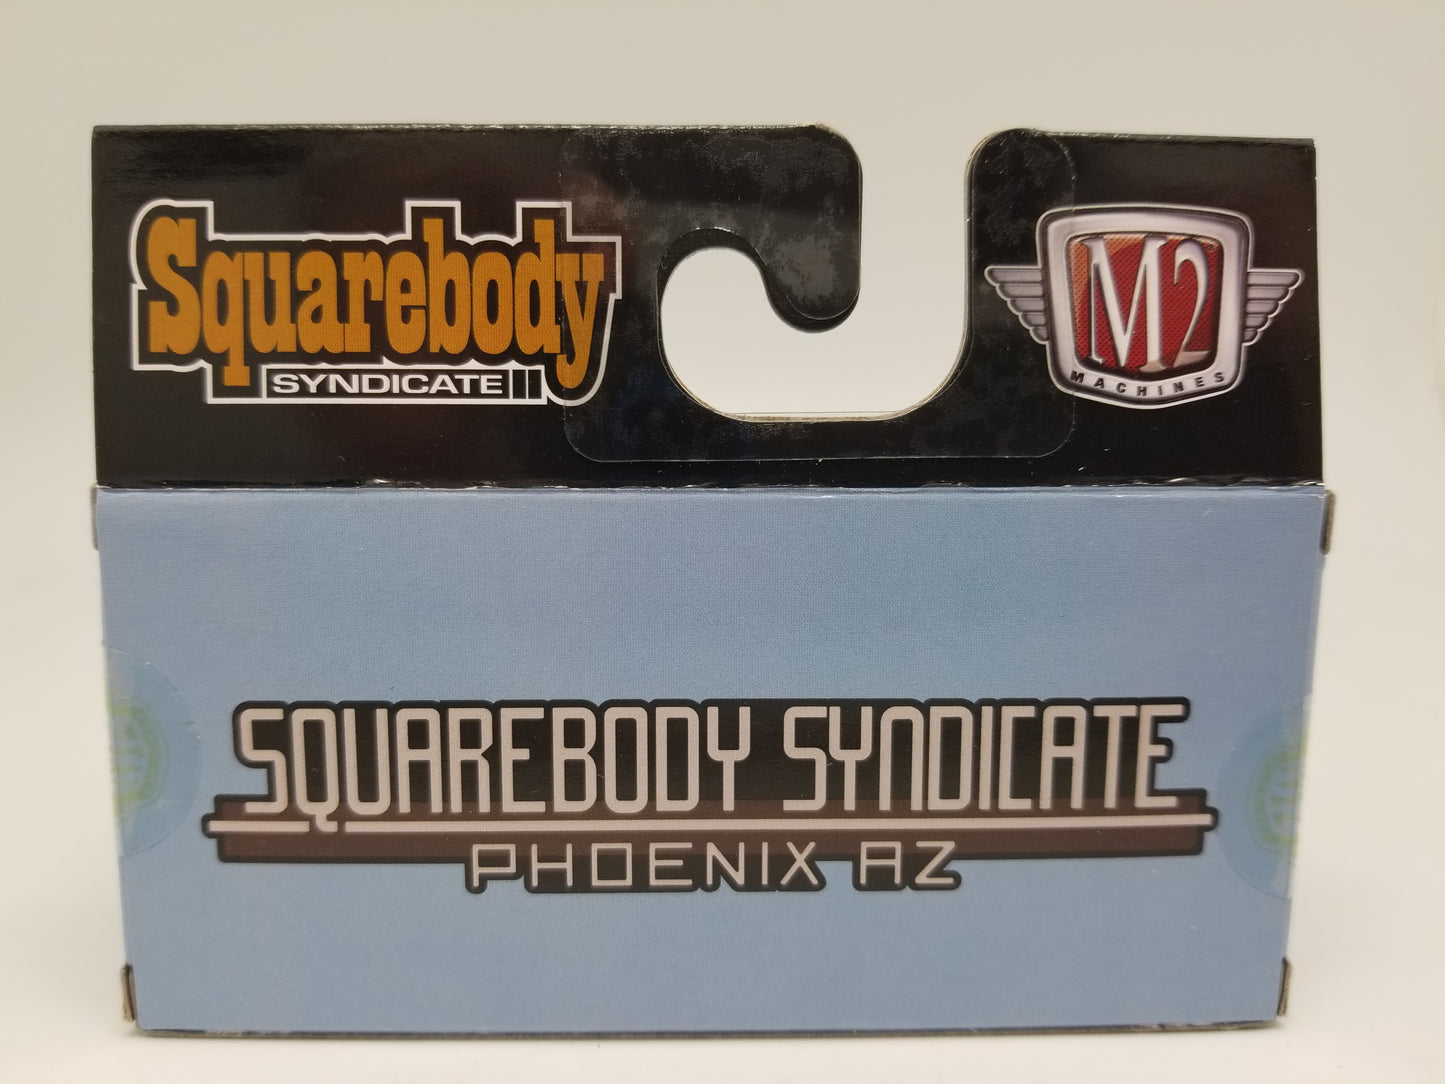 Squarebody
SYNDICATE
M2
MACHINES
SQUAREBODY SYNDICATE
PHOENIX AZ